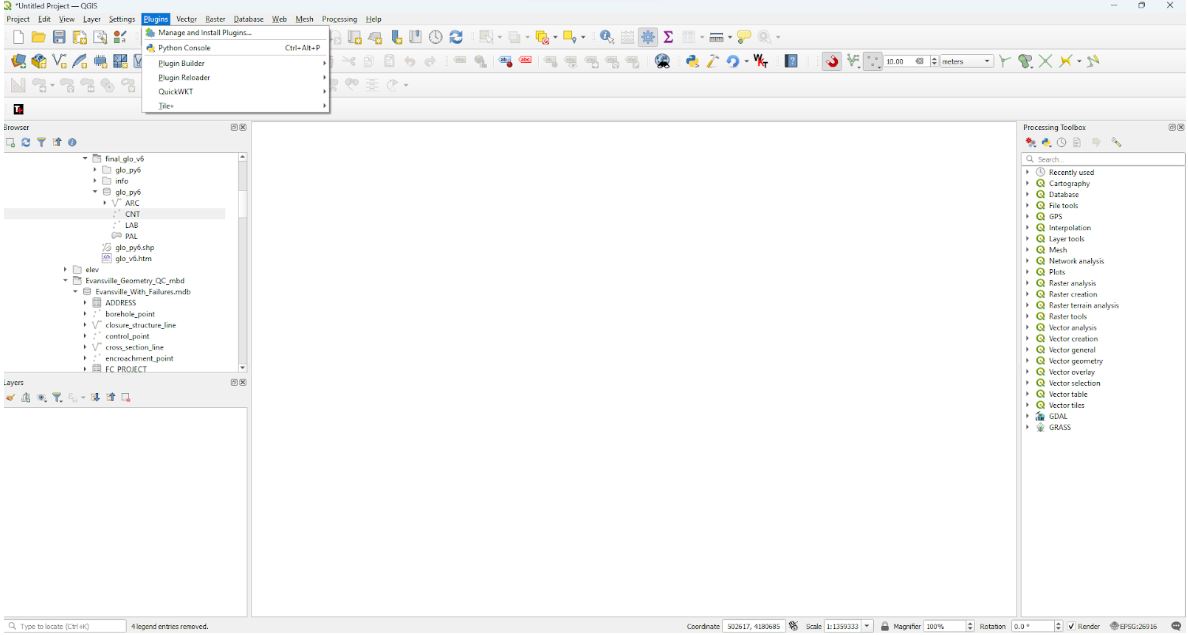 *Untitled Project — QGIS
Project Edit View Layer Settings Plugins Vector Raster Database Web Mesh Processing Help
Manage and Install Plugins...
Python Console Ctrl+Alt+P
Plugin Builder
Plugin Reloader
QuickWKT
Tile+
10.00 meters
Browser
final_glo_v6
glo_py6
info
glo_py6
ARC
CNT
LAB
PAL
glo_py6.shp
glo_v6.htm
elev
Evansville_Geometry_QC_mbd
Evansville_With_Failures.mdb
ADDRESS
borehole_point
closure_structure_line
control_point
cross_section_line
encroachment_point
FC_PROJECT
Layers
Processing Toolbox
Search...
Recently used
Cartography
Database
File tools
GPS
Interpolation
Layer tools
Mesh
Network analysis
Plots
Raster analysis
Raster creation
Raster terrain analysis
Raster tools
Vector analysis
Vector creation
Vector general
Vector geometry
Vector overlay
Vector selection
Vector table
Vector tiles
GDAL
GRASS
Type to locate (Ctrl+K) 4 legend entries removed. Coordinate 502617, 4180685 Scale 1:1359333 Magnifier 100% Rotation 0.0 ° Render EPSG:26916